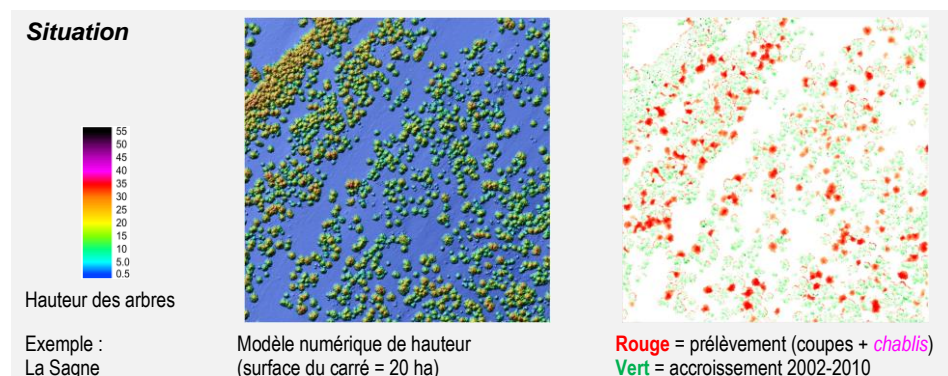 Situation
55
50
45
40
35
30
25
20
15
10
5.0
0.5
Hauteur des arbres
Exemple :
La Sagne
Modèle numérique de hauteur
(surface du carré = 20 ha)
Rouge = prélèvement (coupes + chablis)
Vert = accroissement 2002-2010